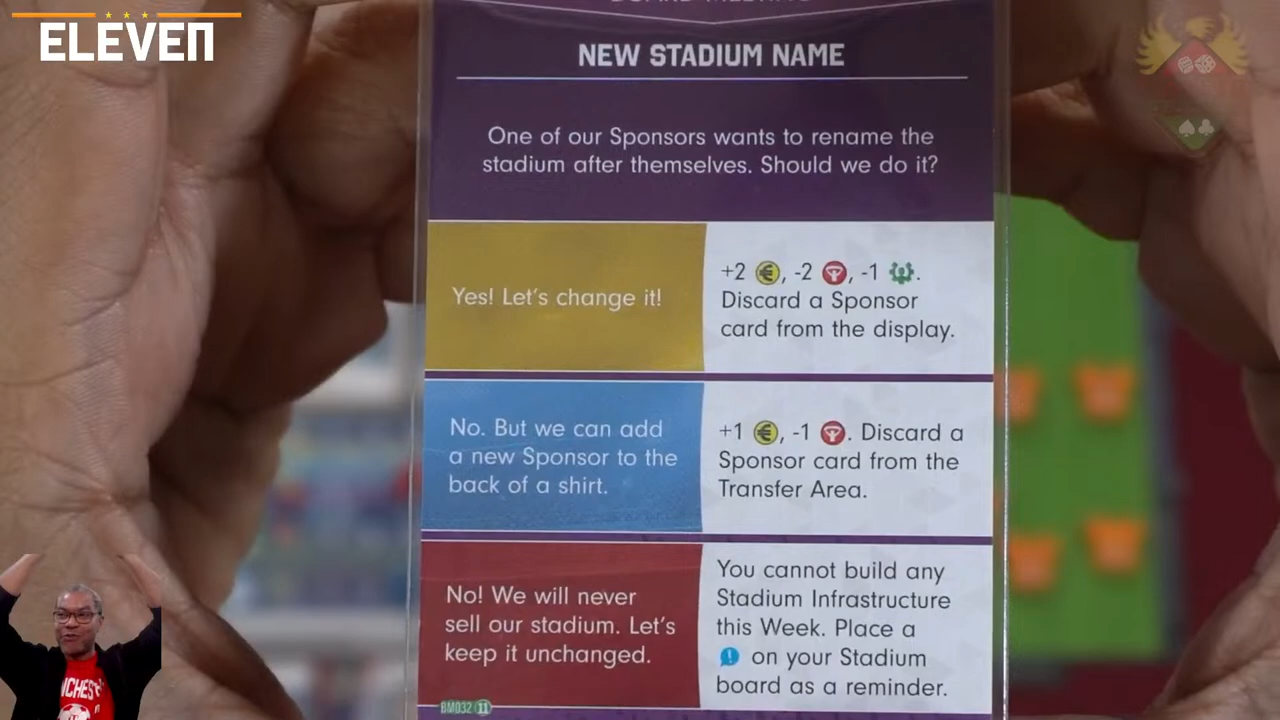 ELEVEN
BOARD MEETING
NEW STADIUM NAME
One of our Sponsors wants to rename the
stadium after themselves. Should we do it?
Yes! Let's change it!
+2 €, -2, -1.
Discard a Sponsor
card from the display.
No. But we can add
a new Sponsor to the
back of a shirt.
+1 €, -1. Discard a
Sponsor card from the
Transfer Area.
No! We will never
sell our stadium. Let's
keep it unchanged.
You cannot build any
Stadium Infrastructure
this Week. Place a
! on your Stadium
board as a reminder.
BM032 11